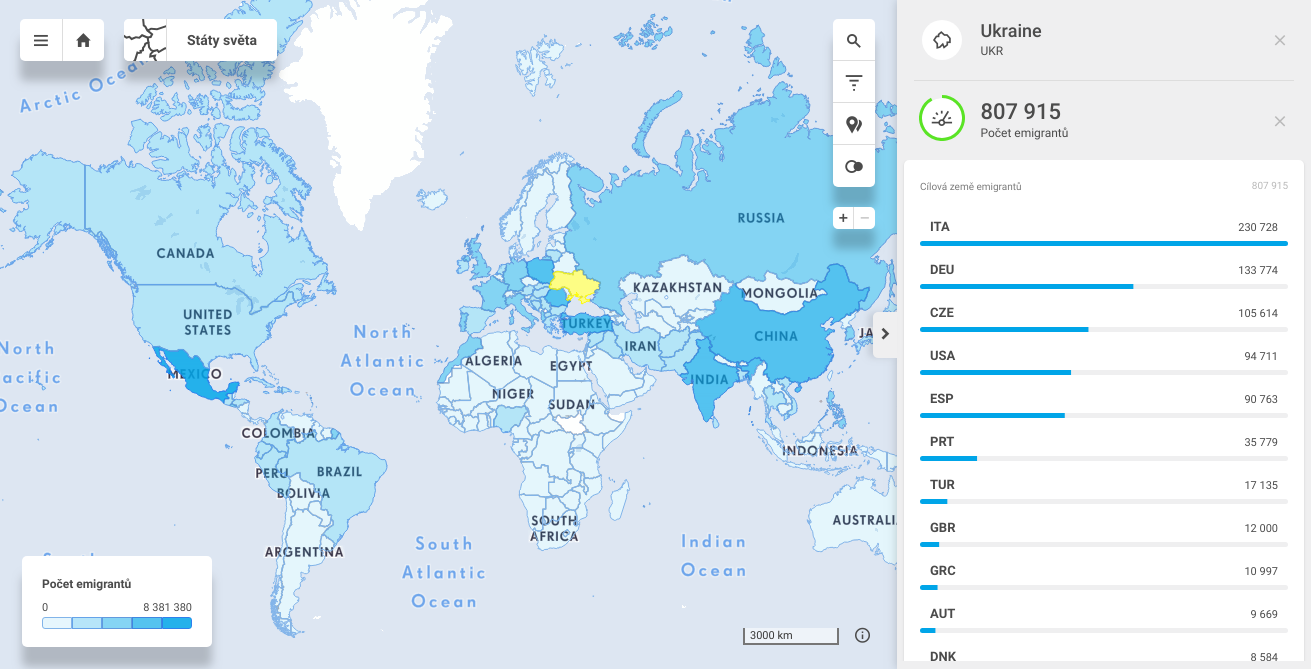 Státy světa
Arctic Ocean
RUSSIA
CANADA
KAZAKHSTAN
MONGOLIA
UNITED
STATES
TURKEY
North
Atlantic
Ocean
CHINA
JA
IRAN
North
acific
Ocean
ALGERIA
EGYPT
MEXICO
INDIA
NIGER
SUDAN
COLOMBIA
INDONESIA
PERU
BRAZIL
BOLIVIA
SOUTH
AFRICA
AUSTRALI
ARGENTINA
South
Atlantic
Ocean
Indian
Ocean
Počet emigrantů
0
8 381 380
3000 km
+ −
Ukraine
UKR
807 915
Počet emigrantů
Cílová země emigrantů 807 915
ITA 230 728
DEU 133 774
CZE 105 614
USA 94 711
ESP 90 763
PRT 35 779
TUR 17 135
GBR 12 000
GRC 10 997
AUT 9 669
DNK 8 584